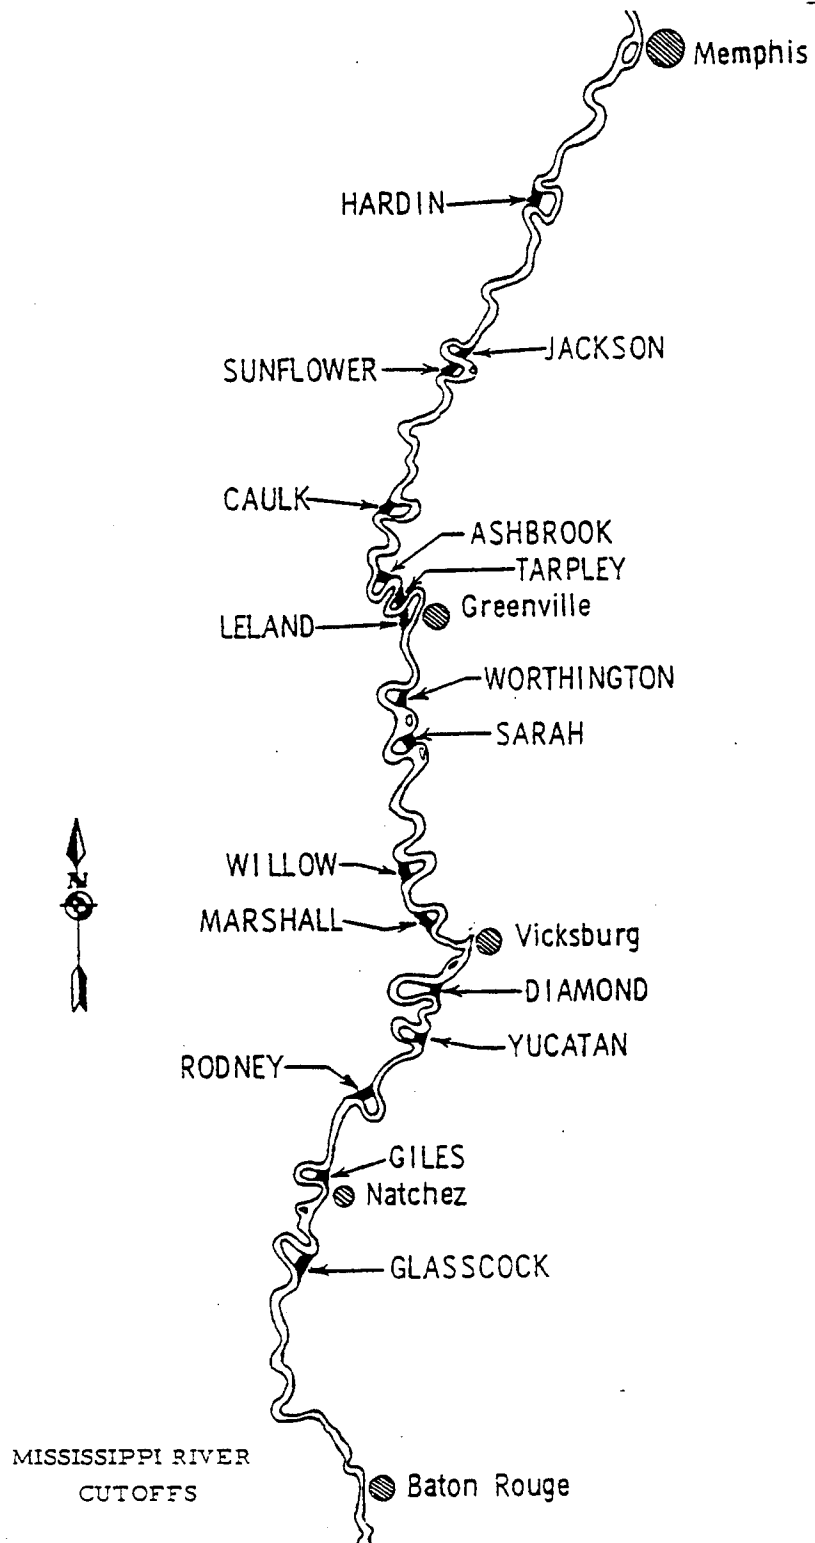 Memphis
HARDIN
JACKSON
SUNFLOWER
CAULK
ASHBROOK
TARPLEY
Greenville
LELAND
WORTHINGTON
SARAH
WILLOW
N
MARSHALL
Vicksburg
DIAMOND
YUCATAN
RODNEY
GILES
Natchez
GLASSCOCK
MISSISSIPPI RIVER
CUTOFFS
Baton Rouge